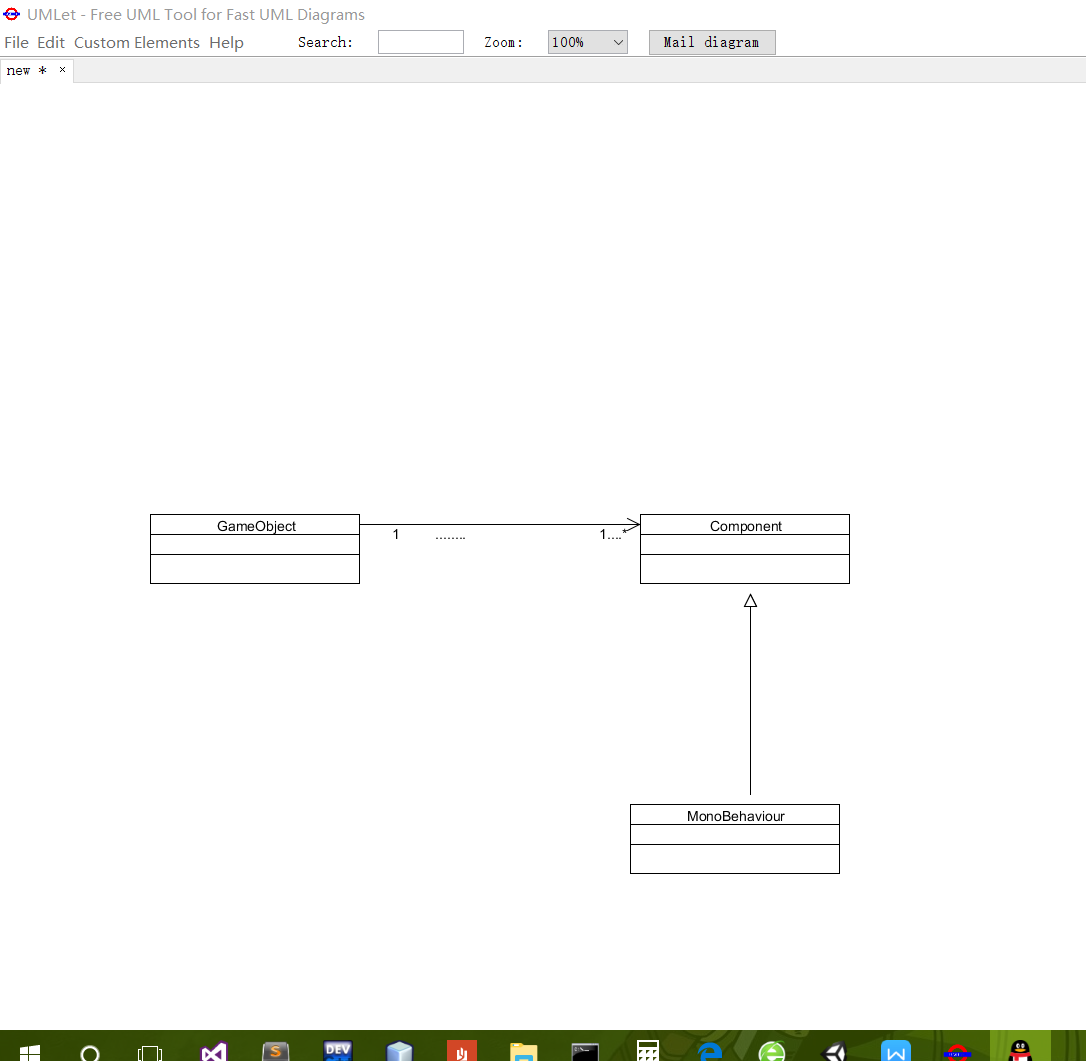 UMLet - Free UML Tool for Fast UML Diagrams
File Edit Custom Elements Help Search: Zoom: 100% Mail diagram
new * ×
GameObject
Component
1 ........ 1....*
MonoBehaviour
S DEV